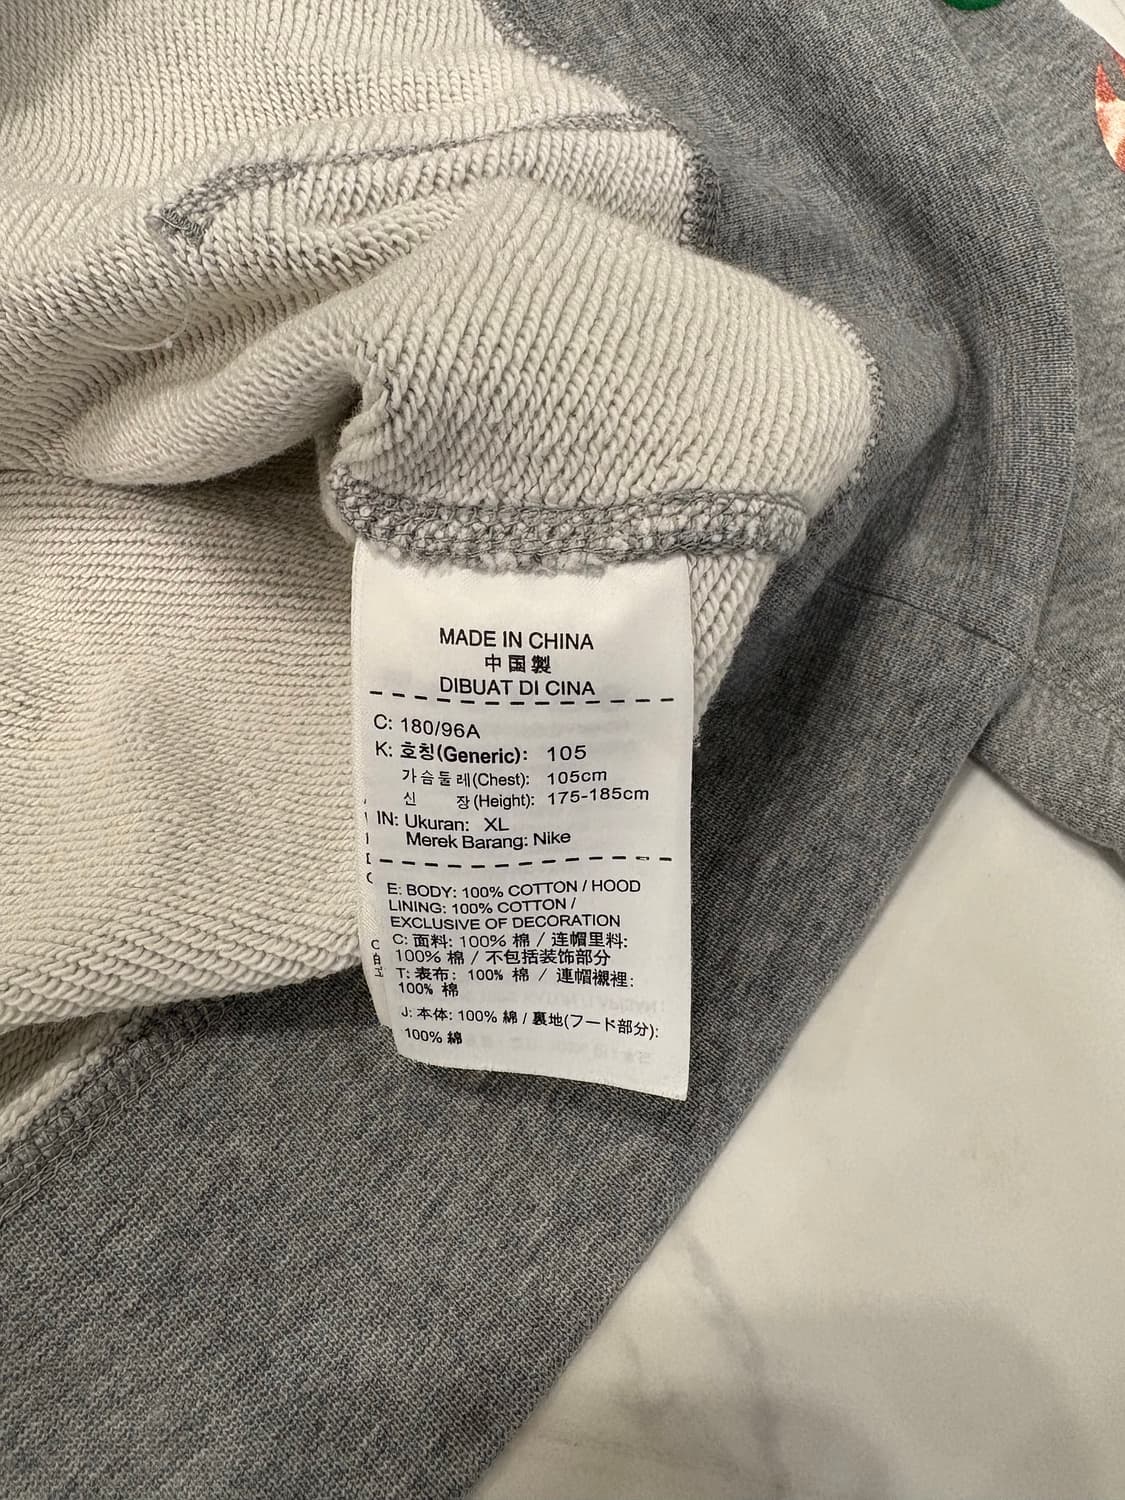 MADE IN CHINA
中国製
DIBUAT DI CINA
C: 180/96A
K: 호칭(Generic): 105
가슴둘레(Chest): 105cm
신 장(Height): 175-185cm
IN: Ukuran: XL
Merek Barang: Nike
E: BODY: 100% COTTON / HOOD
LINING: 100% COTTON /
EXCLUSIVE OF DECORATION
C: 面料: 100% 棉 / 连帽里料:
100% 棉 / 不包括装饰部分
T: 表布: 100% 棉 / 連帽襯裡:
100% 棉
J: 本体: 100% 綿 / 裏地(フード部分):
100% 綿